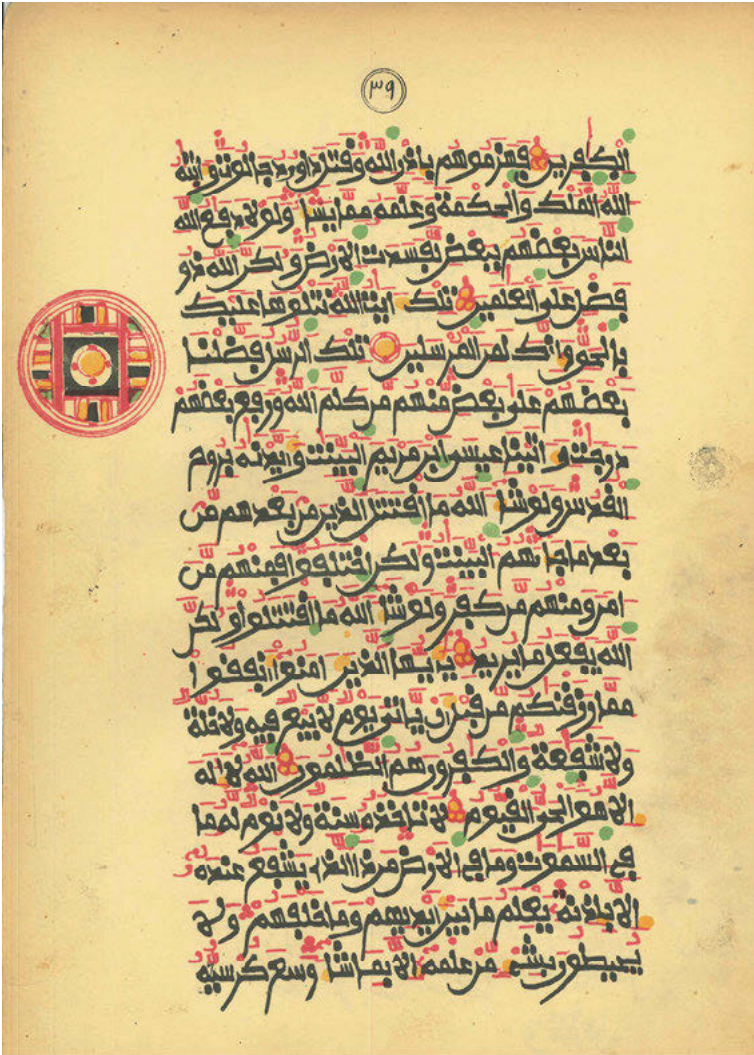 ٣٩
الكفرين فهزموهم باذن الله وقتل داود جالوت واتيه
الله الملك والحكمة وعلمه مما يشا ولولا دفع الله
الناس بعضهم ببعض لفسدت الارض ولكن الله ذو
فضل على العلمين تلك ايت الله نتلوها عليك
بالحق وانك لمن المرسلين تلك الرسل فضلنا
بعضهم على بعض منهم من كلم الله ورفع بعضهم
درجت واتينا عيسى ابن مريم البينت وايدنه بروح
القدس ولو شا الله ما اقتتل الذين من بعدهم من
بعد ما جاتهم البينت ولكن اختلفوا فمنهم من
امن ومنهم من كفر ولو شا الله ما اقتتلوا ولكن
الله يفعل ما يريد يايها الذين امنوا انفقوا
مما رزقنكم من قبل ان ياتي يوم لا بيع فيه ولا خلة
ولا شفعة والكفرون هم الظلمون الله لا اله
الا هو الحي القيوم لا تاخذه سنة ولا نوم له ما
في السموت وما في الارض من ذا الذي يشفع عنده
الا باذنه يعلم ما بين ايديهم وما خلفهم ولا
يحيطون بشي من علمه الا بما شا وسع كرسيه